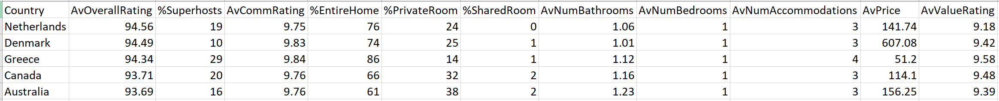 Country AvOverallRating %Superhosts AvCommRating %EntireHome %PrivateRoom %SharedRoom AvNumBathrooms AvNumBedrooms AvNumAccommodations AvPrice AvValueRating
Netherlands 94.56 19 9.75 76 24 0 1.06 1 3 141.74 9.18
Denmark 94.49 10 9.83 74 25 1 1.01 1 3 607.08 9.42
Greece 94.34 29 9.84 86 14 1 1.12 1 4 51.2 9.58
Canada 93.71 20 9.76 66 32 2 1.16 1 3 114.1 9.48
Australia 93.69 16 9.76 61 38 2 1.23 1 3 156.25 9.39